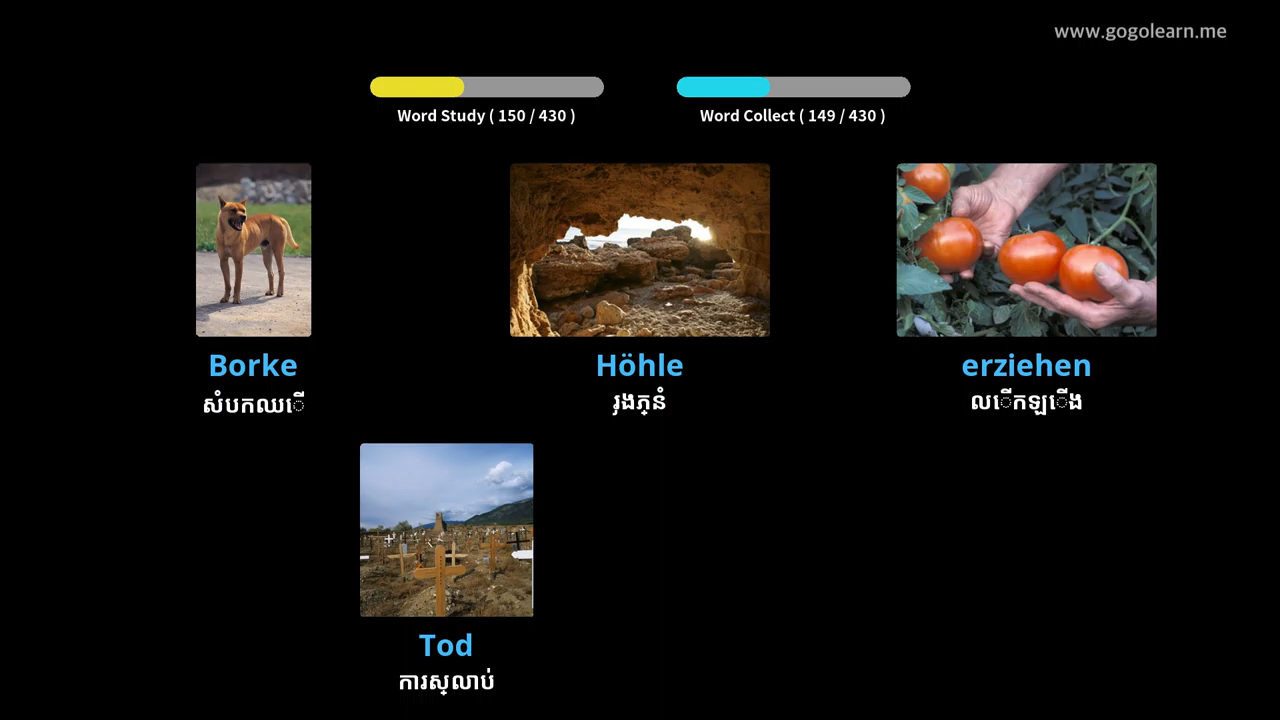 www.gogolearn.me
Word Study ( 150 / 430 )
Word Collect ( 149 / 430 )
Borke
សំបកឈើ
Höhle
រូងភ្នំ
erziehen
លើកឡើង
Tod
ការស្លាប់